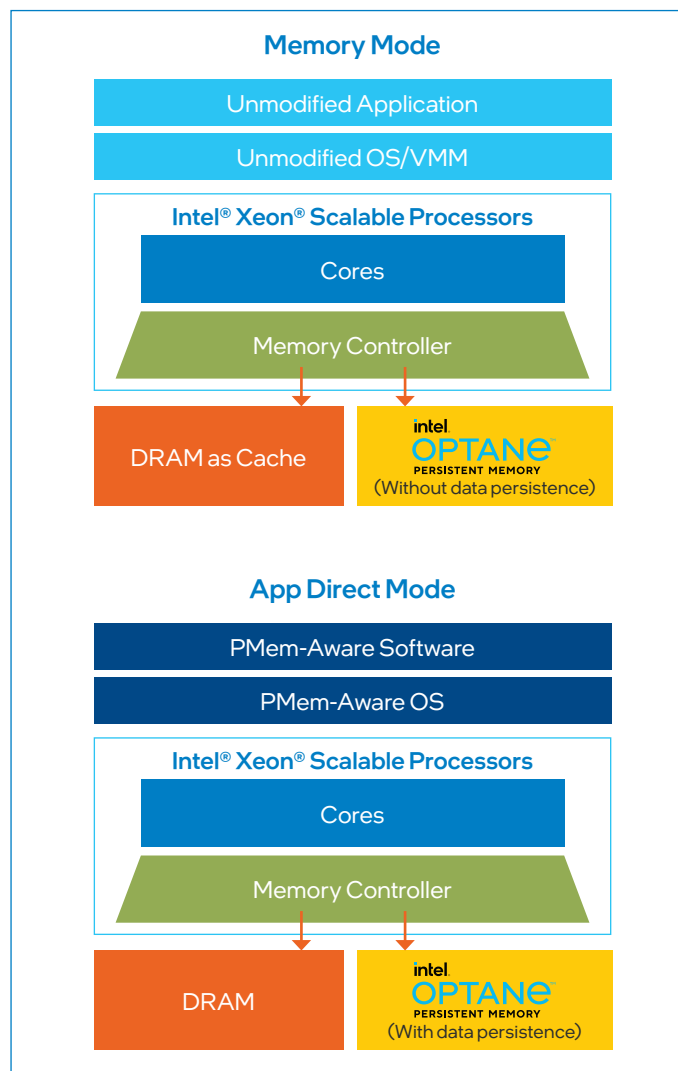 Memory Mode
Unmodified Application
Unmodified OS/VMM
Intel® Xeon® Scalable Processors
Cores
Memory Controller
DRAM as Cache
intel.
OPTANE™
PERSISTENT MEMORY
(Without data persistence)
App Direct Mode
PMem-Aware Software
PMem-Aware OS
Intel® Xeon® Scalable Processors
Cores
Memory Controller
DRAM
intel.
OPTANE™
PERSISTENT MEMORY
(With data persistence)